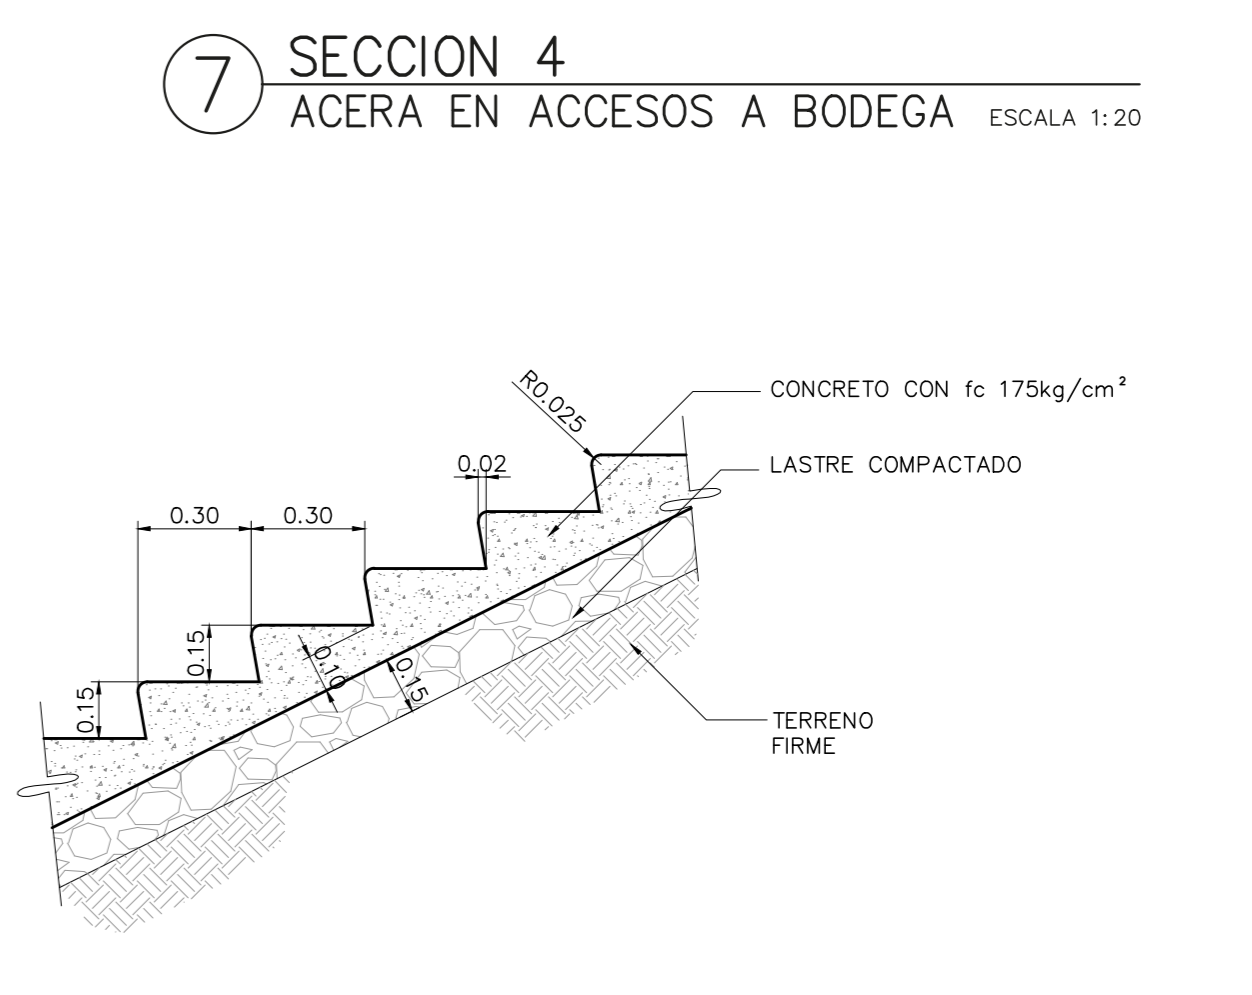 7
SECCION 4
ACERA EN ACCESOS A BODEGA ESCALA 1:20
R0.025
CONCRETO CON fc 175kg/cm²
0.02
LASTRE COMPACTADO
0.30 0.30
0.15
0.10
0.15
0.15
TERRENO
FIRME